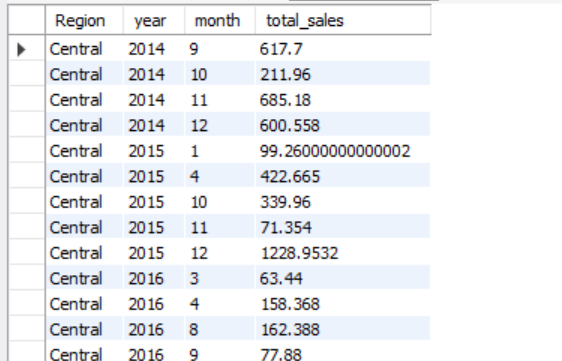 Region year month total_sales
Central 2014 9 617.7
Central 2014 10 211.96
Central 2014 11 685.18
Central 2014 12 600.558
Central 2015 1 99.26000000000002
Central 2015 4 422.665
Central 2015 10 339.96
Central 2015 11 71.354
Central 2015 12 1228.9532
Central 2016 3 63.44
Central 2016 4 158.368
Central 2016 8 162.388
Central 2016 9 77.88